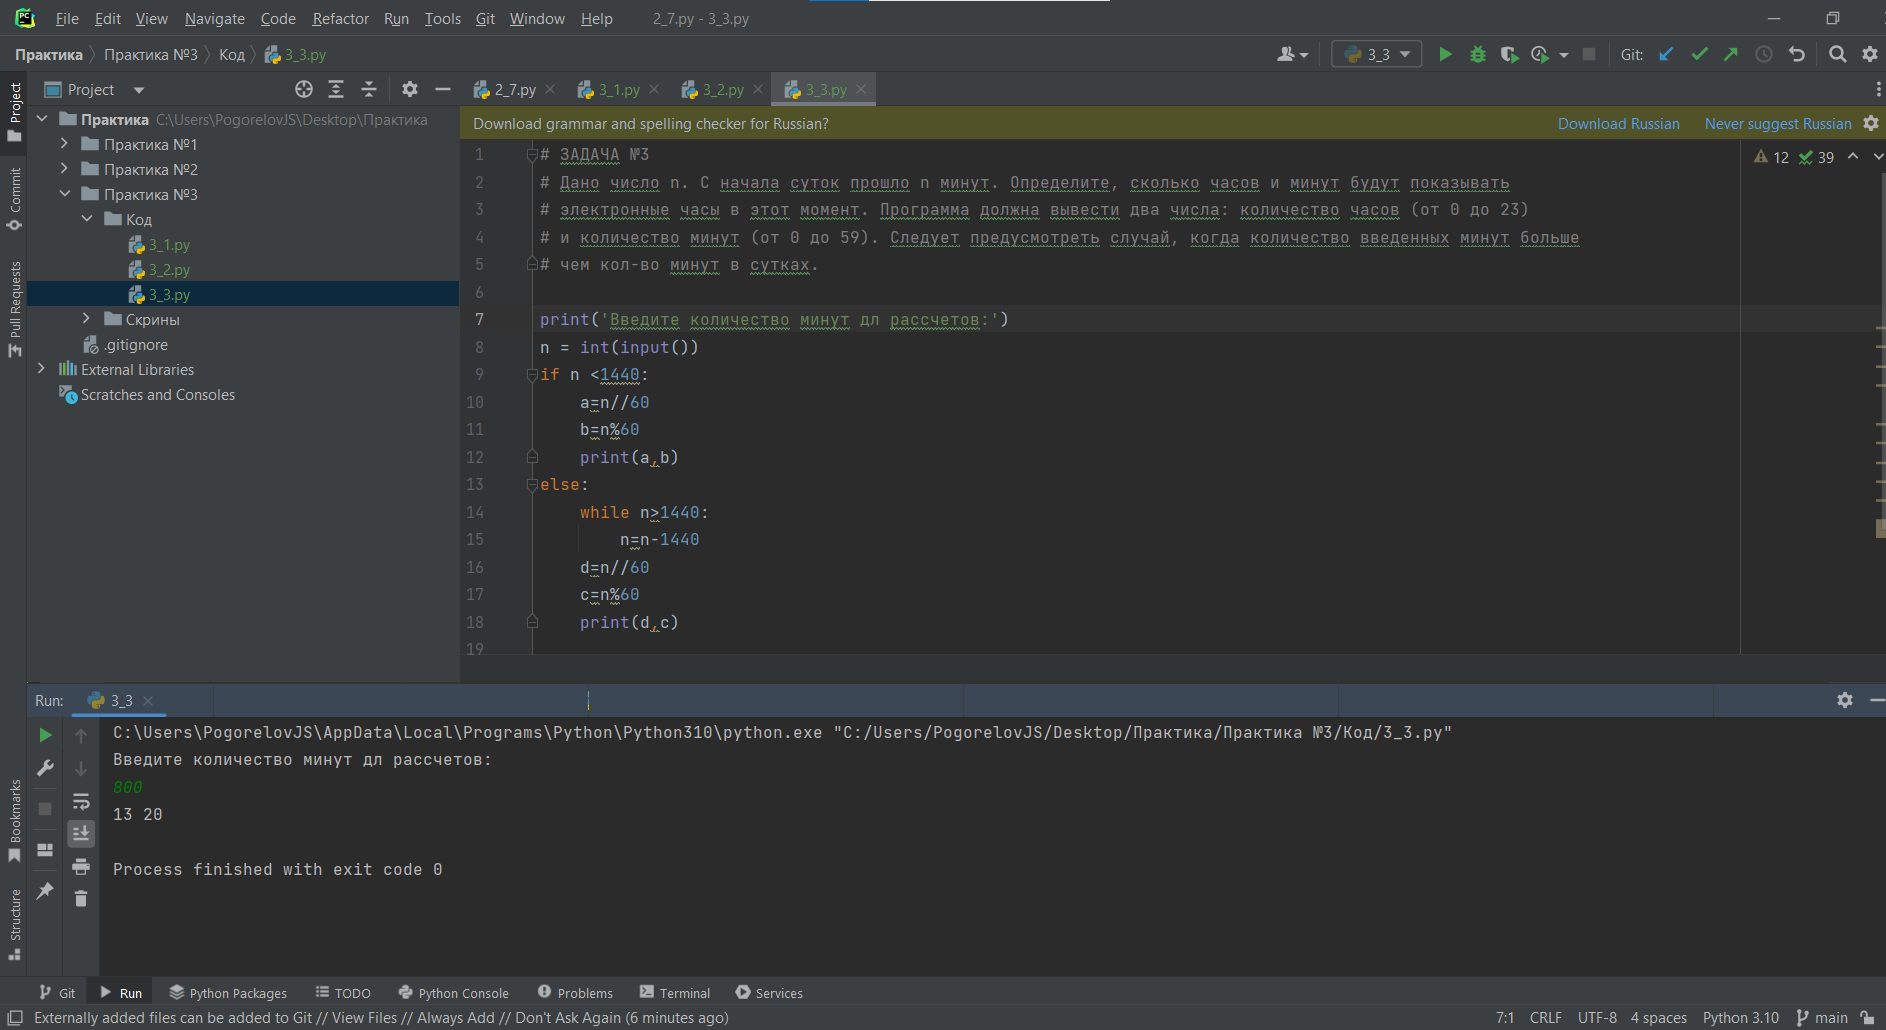 File Edit View Navigate Code Refactor Run Tools Git Window Help 2_7.py - 3_3.py
Практика Практика №3 Код 3_3.py 3_3 Git:
Project 2_7.py 3_1.py 3_2.py 3_3.py
Download grammar and spelling checker for Russian? Download Russian Never suggest Russian
Project
Commit
Pull Requests
Bookmarks
Structure
Практика C:\Users\PogorelovJS\Desktop\Практика
Практика №1
Практика №2
Практика №3
Код
3_1.py
3_2.py
3_3.py
Скрины
.gitignore
External Libraries
Scratches and Consoles
12 39
1 # ЗАДАЧА №3
2 # Дано число n. С начала суток прошло n минут. Определите, сколько часов и минут будут показывать
3 # электронные часы в этот момент. Программа должна вывести два числа: количество часов (от 0 до 23)
4 # и количество минут (от 0 до 59). Следует предусмотреть случай, когда количество введенных минут больше
5 # чем кол-во минут в сутках.
6
7 print('Введите количество минут дл рассчетов:')
8 n = int(input())
9 if n <1440:
10 a=n//60
11 b=n%60
12 print(a,b)
13 else:
14 while n>1440:
15 n=n-1440
16 d=n//60
17 c=n%60
18 print(d,c)
19
Run: 3_3
C:\Users\PogorelovJS\AppData\Local\Programs\Python\Python310\python.exe "C:/Users/PogorelovJS/Desktop/Практика/Практика №3/Код/3_3.py"
Введите количество минут дл рассчетов:
800
13 20
Process finished with exit code 0
Git Run Python Packages TODO Python Console Problems Terminal Services
Externally added files can be added to Git // View Files // Always Add // Don't Ask Again (6 minutes ago) 7:1 CRLF UTF-8 4 spaces Python 3.10 main